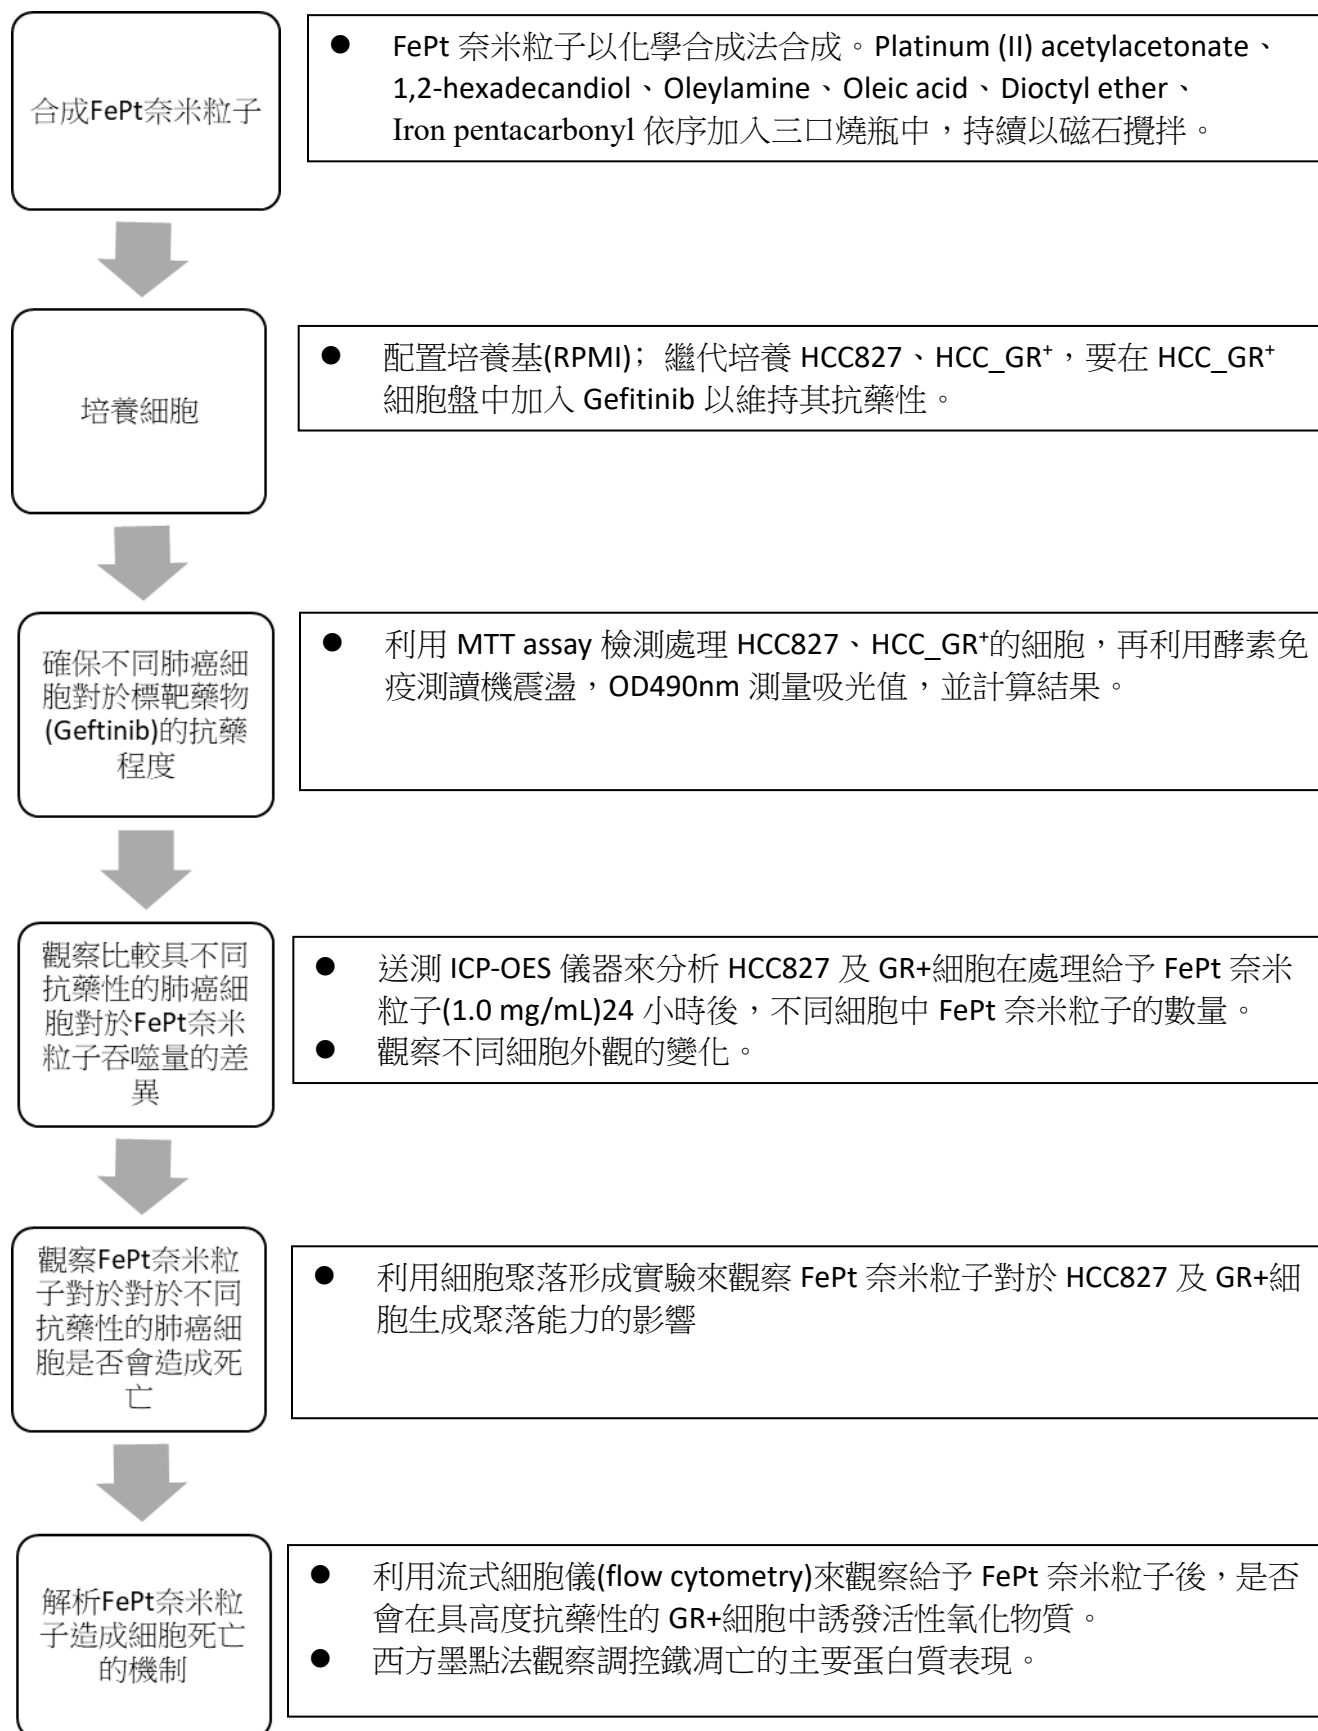 合成FePt奈米粒子
● FePt 奈米粒子以化學合成法合成。Platinum (II) acetylacetonate、
1,2-hexadecandiol、Oleylamine、Oleic acid、Dioctyl ether、
Iron pentacarbonyl 依序加入三口燒瓶中，持續以磁石攪拌。
培養細胞
● 配置培養基(RPMI)； 繼代培養 HCC827、HCC_GR⁺，要在 HCC_GR⁺
細胞盤中加入 Gefitinib 以維持其抗藥性。
確保不同肺癌細
胞對於標靶藥物
(Geftinib)的抗藥
程度
● 利用 MTT assay 檢測處理 HCC827、HCC_GR⁺的細胞，再利用酵素免
疫測讀機震盪，OD490nm 測量吸光值，並計算結果。
觀察比較具不同
抗藥性的肺癌細
胞對於FePt奈米
粒子吞噬量的差
異
● 送測 ICP-OES 儀器來分析 HCC827 及 GR+細胞在處理給予 FePt 奈米
粒子(1.0 mg/mL)24 小時後，不同細胞中 FePt 奈米粒子的數量。
● 觀察不同細胞外觀的變化。
觀察FePt奈米粒
子對於對於不同
抗藥性的肺癌細
胞是否會造成死
亡
● 利用細胞聚落形成實驗來觀察 FePt 奈米粒子對於 HCC827 及 GR+細
胞生成聚落能力的影響
解析FePt奈米粒
子造成細胞死亡
的機制
● 利用流式細胞儀(flow cytometry)來觀察給予 FePt 奈米粒子後，是否
會在具高度抗藥性的 GR+細胞中誘發活性氧化物質。
● 西方墨點法觀察調控鐵凋亡的主要蛋白質表現。